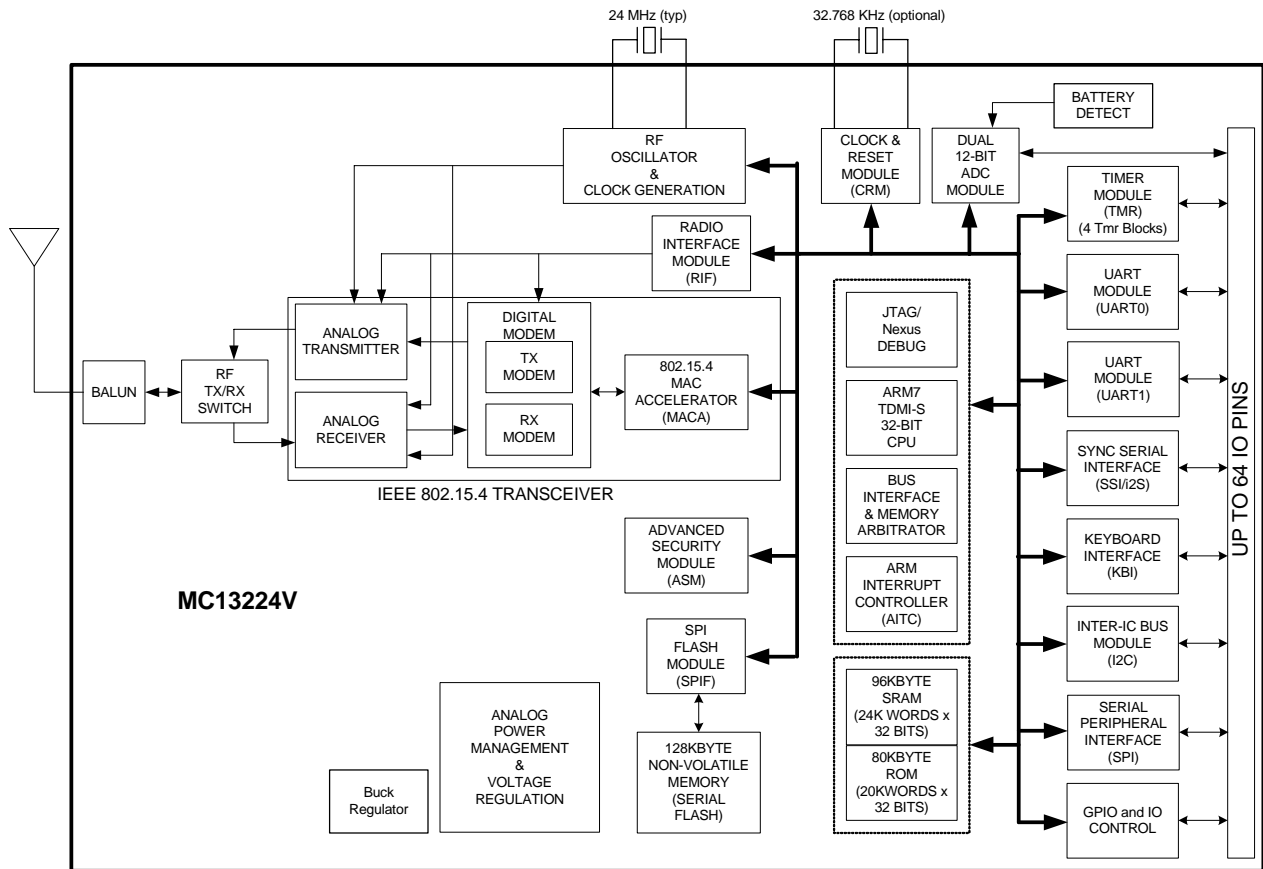 24 MHz (typ)
32.768 KHz (optional)
BATTERY
DETECT
RF
OSCILLATOR
&
CLOCK GENERATION
CLOCK &
RESET
MODULE
(CRM)
DUAL
12-BIT
ADC
MODULE
TIMER
MODULE
(TMR)
(4 Tmr Blocks)
RADIO
INTERFACE
MODULE
(RIF)
UART
MODULE
(UART0)
JTAG/
Nexus
DEBUG
ANALOG
TRANSMITTER
DIGITAL
MODEM
TX
MODEM
RX
MODEM
802.15.4
MAC
ACCELERATOR
(MACA)
BALUN
RF
TX/RX
SWITCH
ANALOG
RECEIVER
IEEE 802.15.4 TRANSCEIVER
ARM7
TDMI-S
32-BIT
CPU
UART
MODULE
(UART1)
BUS
INTERFACE
& MEMORY
ARBITRATOR
SYNC SERIAL
INTERFACE
(SSI/i2S)
UP TO 64 IO PINS
ADVANCED
SECURITY
MODULE
(ASM)
ARM
INTERRUPT
CONTROLLER
(AITC)
KEYBOARD
INTERFACE
(KBI)
MC13224V
SPI
FLASH
MODULE
(SPIF)
INTER-IC BUS
MODULE
(I2C)
96KBYTE
SRAM
(24K WORDS x
32 BITS)
SERIAL
PERIPHERAL
INTERFACE
(SPI)
ANALOG
POWER
MANAGEMENT
&
VOLTAGE
REGULATION
128KBYTE
NON-VOLATILE
MEMORY
(SERIAL
FLASH)
80KBYTE
ROM
(20KWORDS x
32 BITS)
Buck
Regulator
GPIO and IO
CONTROL